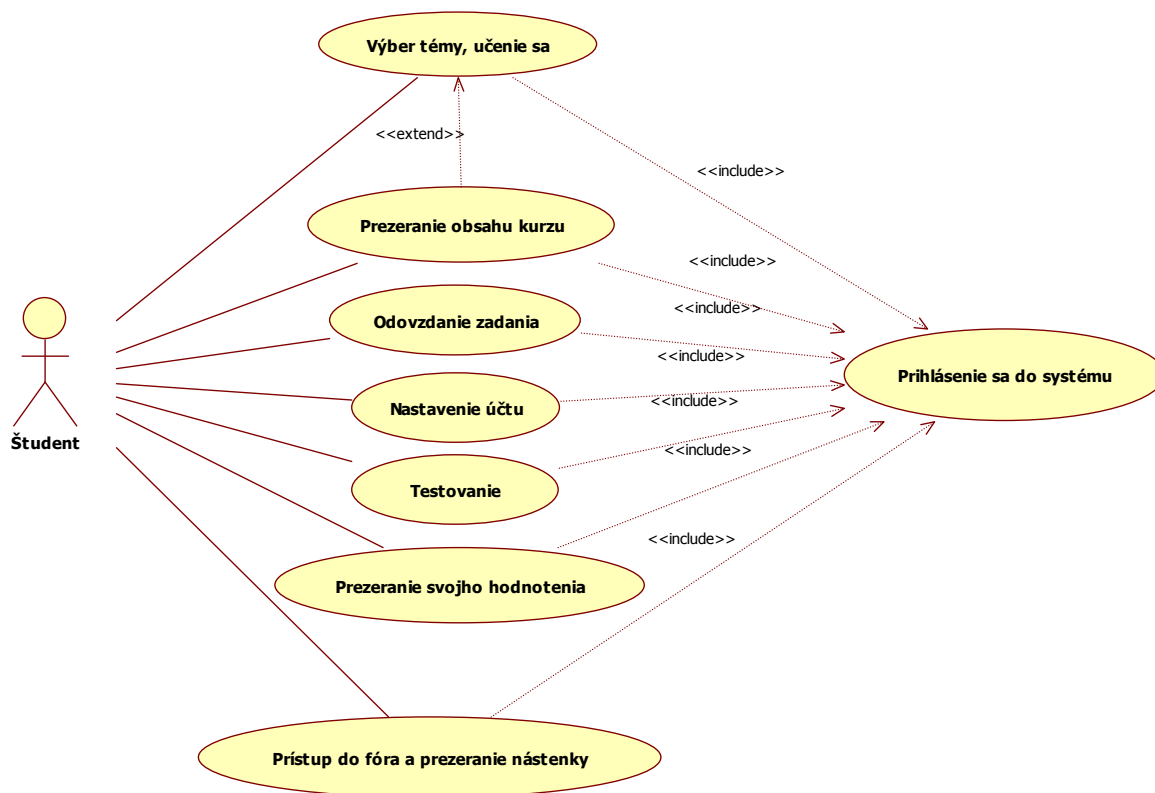 Výber témy, učenie sa
<<extend>>
<<include>>
Prezeranie obsahu kurzu
<<include>>
<<include>>
Odovzdanie zadania
<<include>>
Prihlásenie sa do systému
Nastavenie účtu
<<include>>
Študent
<<include>>
Testovanie
<<include>>
Prezeranie svojho hodnotenia
Prístup do fóra a prezeranie nástenky